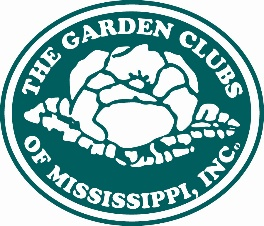 THE GARDEN CLUBS
OF MISSISSIPPI, INC.